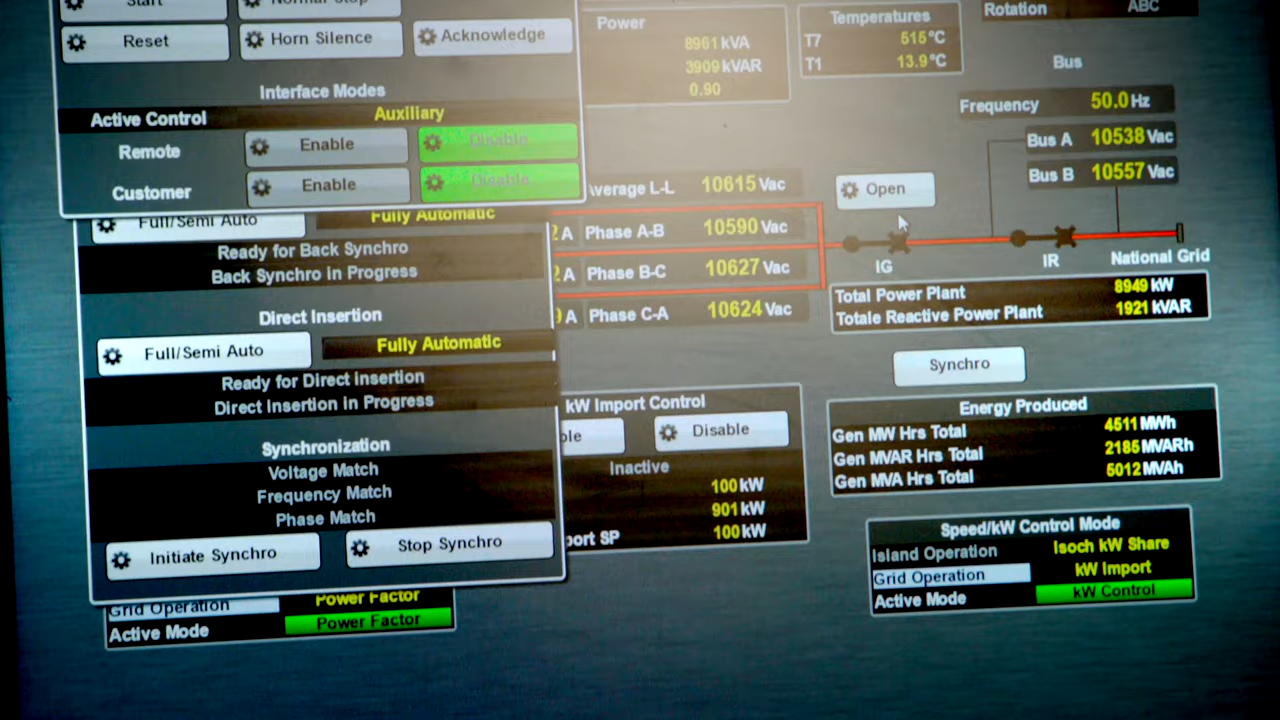 Start
Normal Stop
Reset
Horn Silence
Acknowledge
Interface Modes
Active Control
Auxiliary
Remote
Enable
Disable
Customer
Enable
Disable
Full/Semi Auto
Fully Automatic
Ready for Back Synchro
Back Synchro in Progress
Direct Insertion
Full/Semi Auto
Fully Automatic
Ready for Direct Insertion
Direct Insertion in Progress
Synchronization
Voltage Match
Frequency Match
Phase Match
Initiate Synchro
Stop Synchro
Grid Operation
Power Factor
Active Mode
Power Factor
Power
8961 kVA
3909 kVAR
0.90
Temperatures
T7 515 °C
T1 13.9 °C
Rotation ABC
Bus
Frequency 50.0 Hz
Bus A 10538 Vac
Bus B 10557 Vac
verage L-L 10615 Vac
2 A Phase A-B 10590 Vac
2 A Phase B-C 10627 Vac
A Phase C-A 10624 Vac
Open
IG
IR
National Grid
Total Power Plant 8949 kW
Totale Reactive Power Plant 1921 kVAR
Synchro
kW Import Control
ble
Disable
Inactive
100 kW
901 kW
port SP 100 kW
Energy Produced
Gen MW Hrs Total 4511 MWh
Gen MVAR Hrs Total 2185 MVARh
Gen MVA Hrs Total 5012 MVAh
Speed/kW Control Mode
Island Operation Isoch kW Share
Grid Operation kW Import
Active Mode kW Control